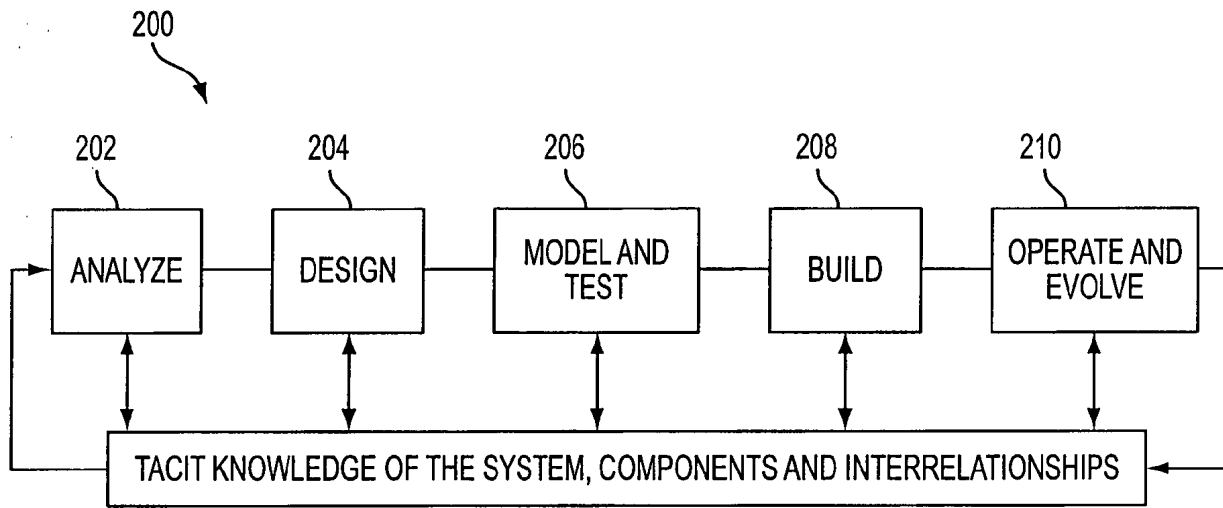 200
202
204
206
208
210
ANALYZE
DESIGN
MODEL AND
TEST
BUILD
OPERATE AND
EVOLVE
TACIT KNOWLEDGE OF THE SYSTEM, COMPONENTS AND INTERRELATIONSHIPS